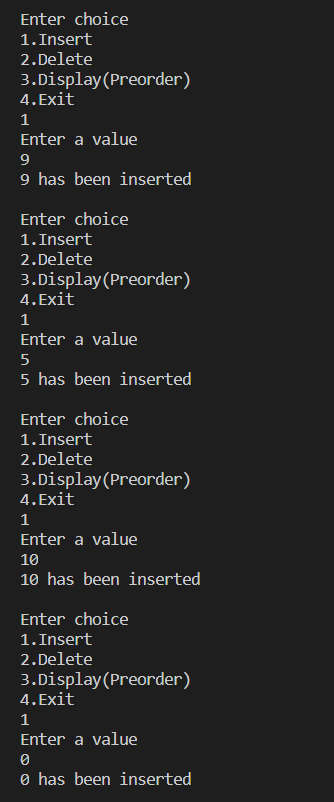 Enter choice
1.Insert
2.Delete
3.Display(Preorder)
4.Exit
1
Enter a value
9
9 has been inserted

Enter choice
1.Insert
2.Delete
3.Display(Preorder)
4.Exit
1
Enter a value
5
5 has been inserted

Enter choice
1.Insert
2.Delete
3.Display(Preorder)
4.Exit
1
Enter a value
10
10 has been inserted

Enter choice
1.Insert
2.Delete
3.Display(Preorder)
4.Exit
1
Enter a value
0
0 has been inserted